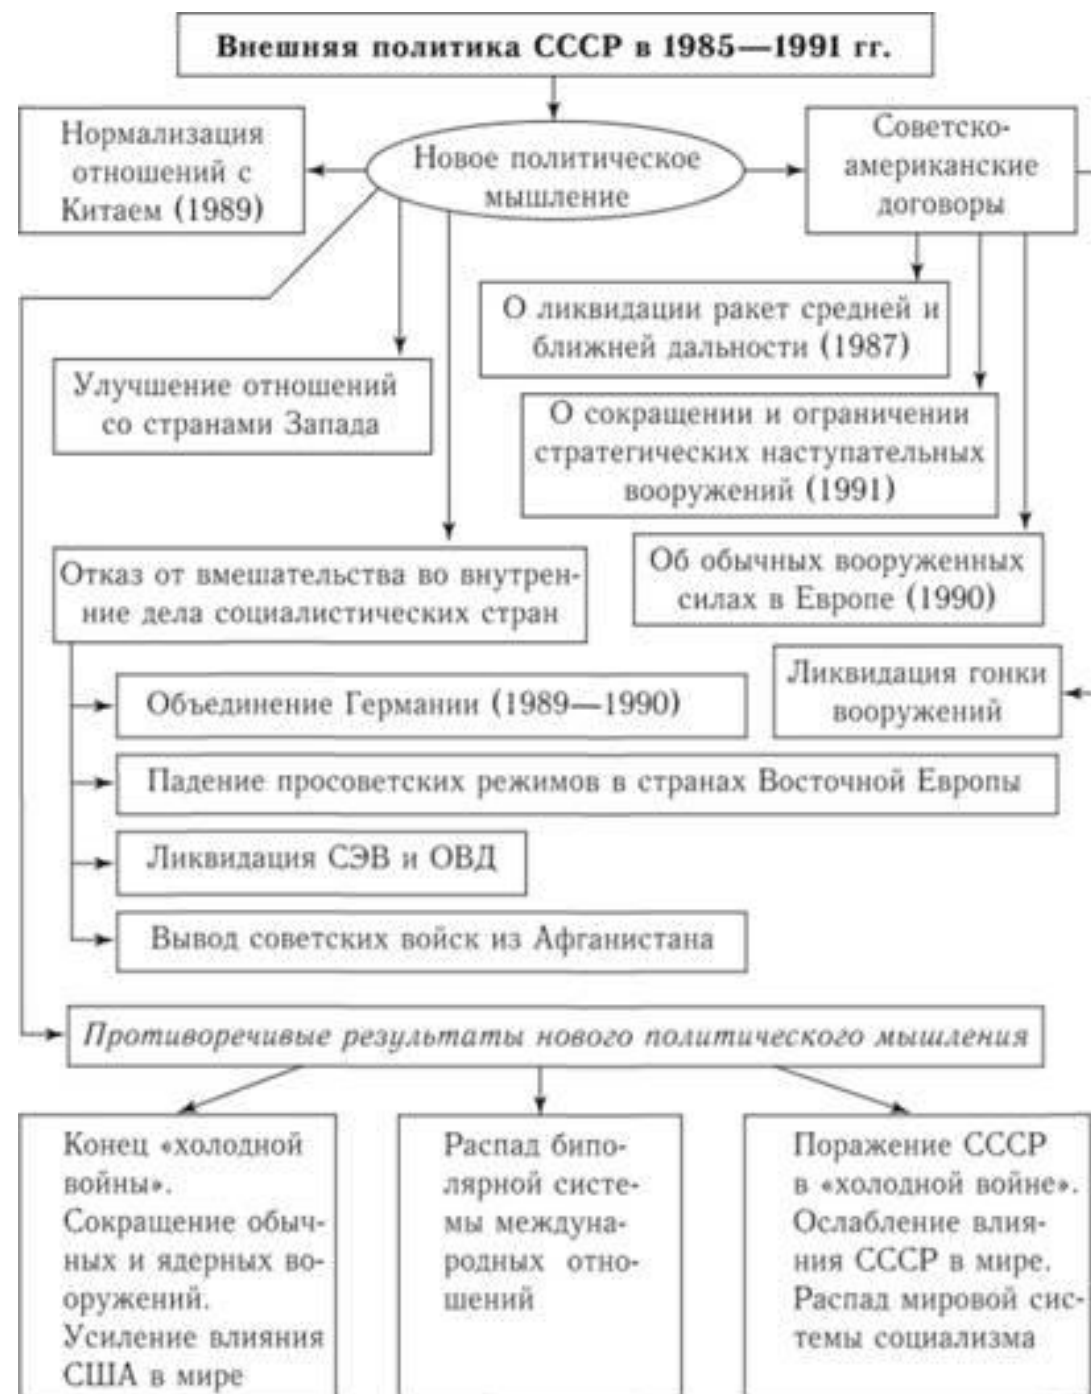 Внешняя политика СССР в 1985—1991 гг.
Нормализация
отношений с
Китаем (1989)
Новое политическое
мышление
Советско-
американские
договоры
О ликвидации ракет средней и
ближней дальности (1987)
Улучшение отношений
со странами Запада
О сокращении и ограничении
стратегических наступательных
вооружений (1991)
Об обычных вооруженных
силах в Европе (1990)
Отказ от вмешательства во внутрен-
ние дела социалистических стран
Ликвидация гонки
вооружений
Объединение Германии (1989—1990)
Падение просоветских режимов в странах Восточной Европы
Ликвидация СЭВ и ОВД
Вывод советских войск из Афганистана
Противоречивые результаты нового политического мышления
Конец «холодной
войны».
Сокращение обыч-
ных и ядерных во-
оружений.
Усиление влияния
США в мире
Распад бипо-
лярной систе-
мы междуна-
родных отно-
шений
Поражение СССР
в «холодной войне».
Ослабление влия-
ния СССР в мире.
Распад мировой сис-
темы социализма